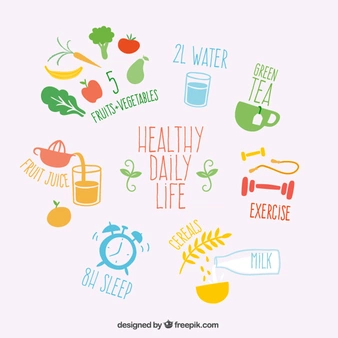 2L WATER
5
FRUITS+VEGETABLES
GREEN
TEA
HEALTHY
DAILY
LIFE
FRUIT JUICE
EXERCISE
CEREALS
MILK
8H SLEEP
designed by freepik.com